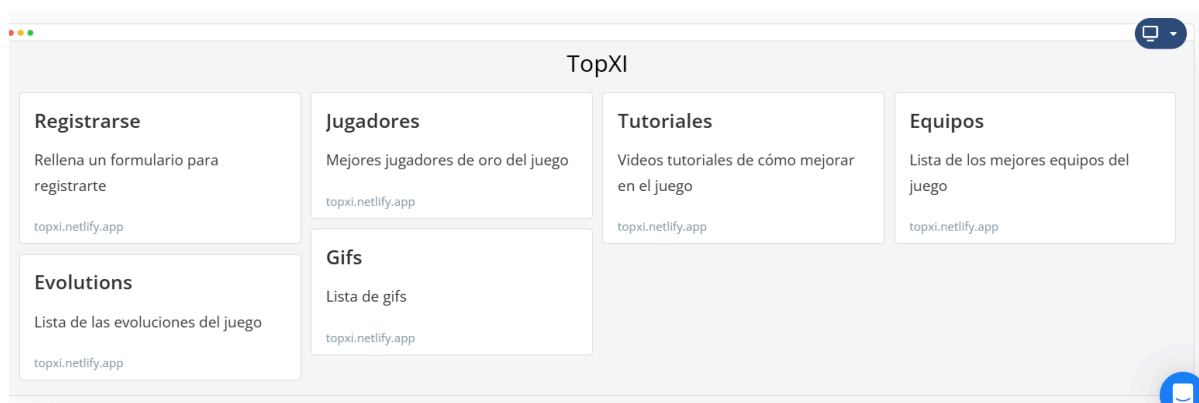 TopXI
Registrarse
Rellena un formulario para
registrarte
topxi.netlify.app
Jugadores
Mejores jugadores de oro del juego
topxi.netlify.app
Tutoriales
Videos tutoriales de cómo mejorar
en el juego
topxi.netlify.app
Equipos
Lista de los mejores equipos del
juego
topxi.netlify.app
Evolutions
Lista de las evoluciones del juego
topxi.netlify.app
Gifs
Lista de gifs
topxi.netlify.app